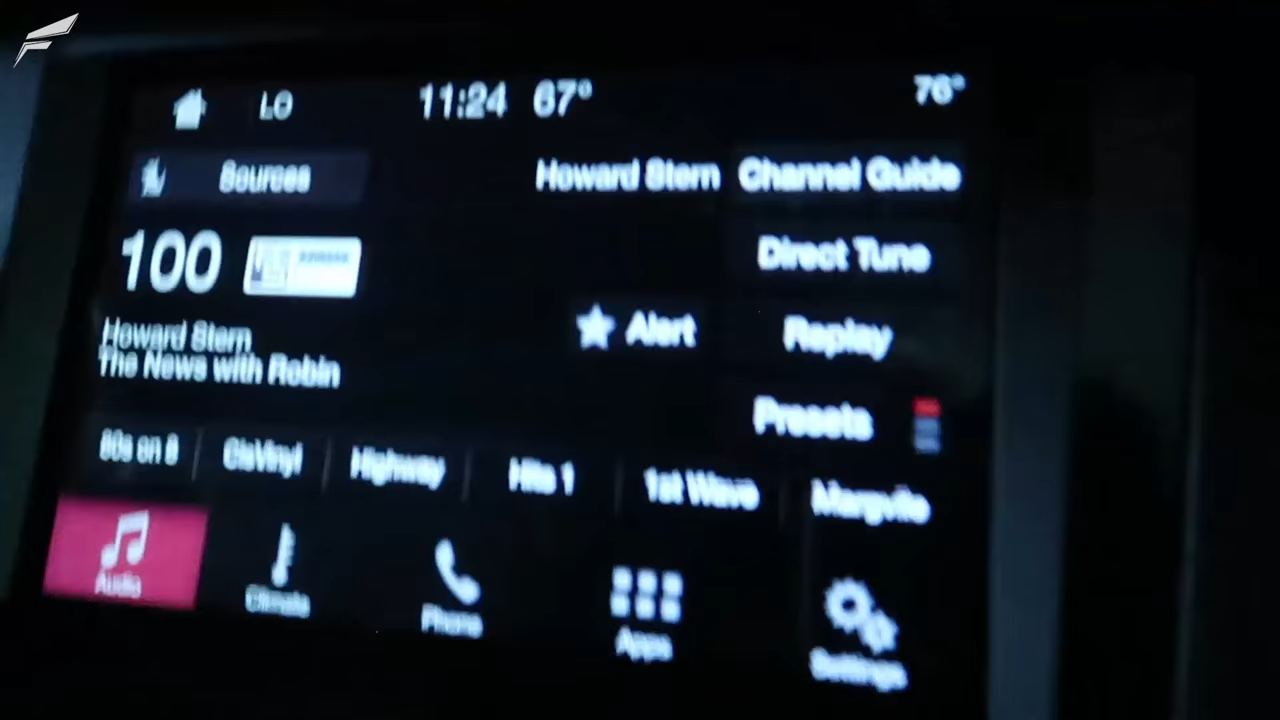 LO 11:24 67° 76°
Sources Howard Stern Channel Guide
100 Direct Tune
Howard Stern
The News with Robin
Alert Replay
Presets
80s on 8 ClsVinyl Highway Hits 1 1st Wave Margvlle
Audio Climate Phone Apps Settings